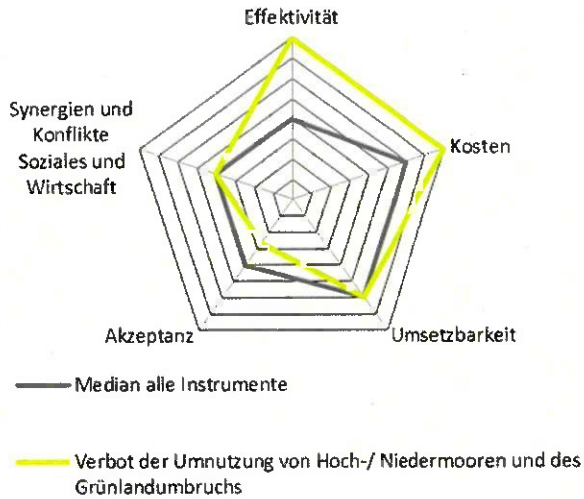 Effektivität
Synergien und
Konflikte
Soziales und
Wirtschaft
Kosten
Akzeptanz
Umsetzbarkeit
Median alle Instrumente
Verbot der Umnutzung von Hoch-/ Niedermooren und des
Grünlandumbruchs